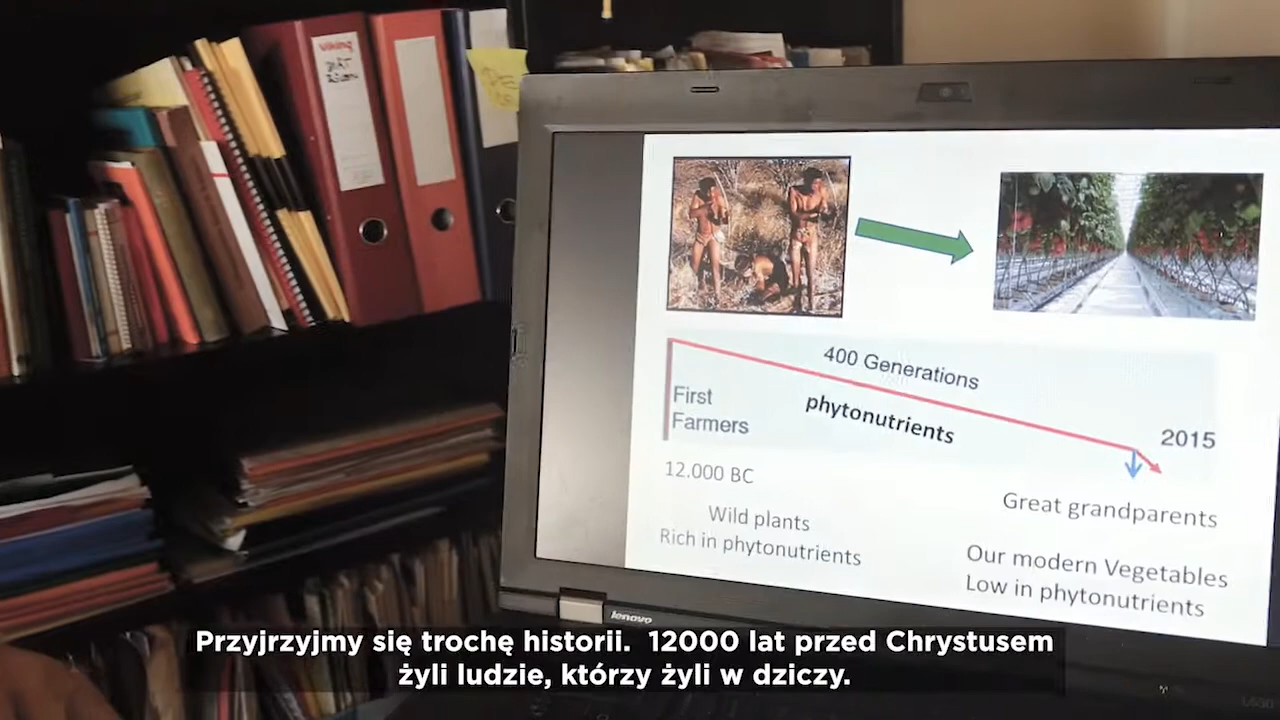 viking
400 Generations
First
Farmers
phytonutrients
2015
12.000 BC
Great grandparents
Wild plants
Rich in phytonutrients
Our modern Vegetables
Low in phytonutrients
lenovo
Przyjrzyjmy się trochę historii. 12000 lat przed Chrystusem
żyli ludzie, którzy żyli w dziczy.